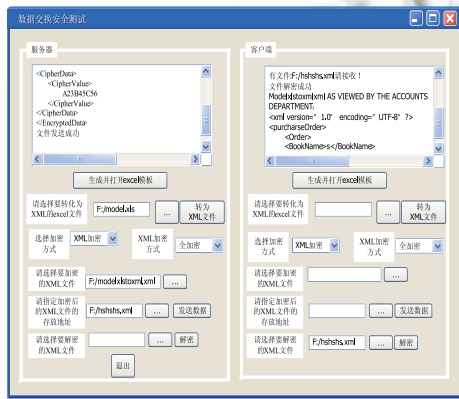 数据交换安全测试
服务器
<CipherData>
<CipherValue>
A23B45C56
</CipherValue>
</CipherData>
</EncryptedData>
文件发送成功
生成并打开excel模板
请选择要转化为
XML的excel文件
F:/model.xls
...
转为
XML文件
选择加密
方式
XML加密
XML加密
方式
全加密
请选择要加密
的XML文件
F:/modelxlstoxml.xml
...
请指定加密后
的XML文件的
存放地址
F:/hshshs.xml
...
发送数据
请选择要解密
的XML文件
...
解密
退出
客户端
有文件F:/hshshs.xml请接收！
文件解密成功
Modelxlstoxml.xml AS VIEWED BY THE ACCOUNTS
DEPARTMENT:
<xml version=" 1.0' encoding=" UTF-8" ?>
<purcharseOrder>
<Order>
<BookName>s</BookName>
生成并打开excel模板
请选择要转化为
XML的excel文件
...
转为
XML文件
选择加密
方式
XML加密
XML加密
方式
全加密
请选择要加密
的XML文件
...
请指定加密后
的XML文件的
存放地址
...
发送数据
请选择要解密
的XML文件
F:/hshshs.xml
...
解密